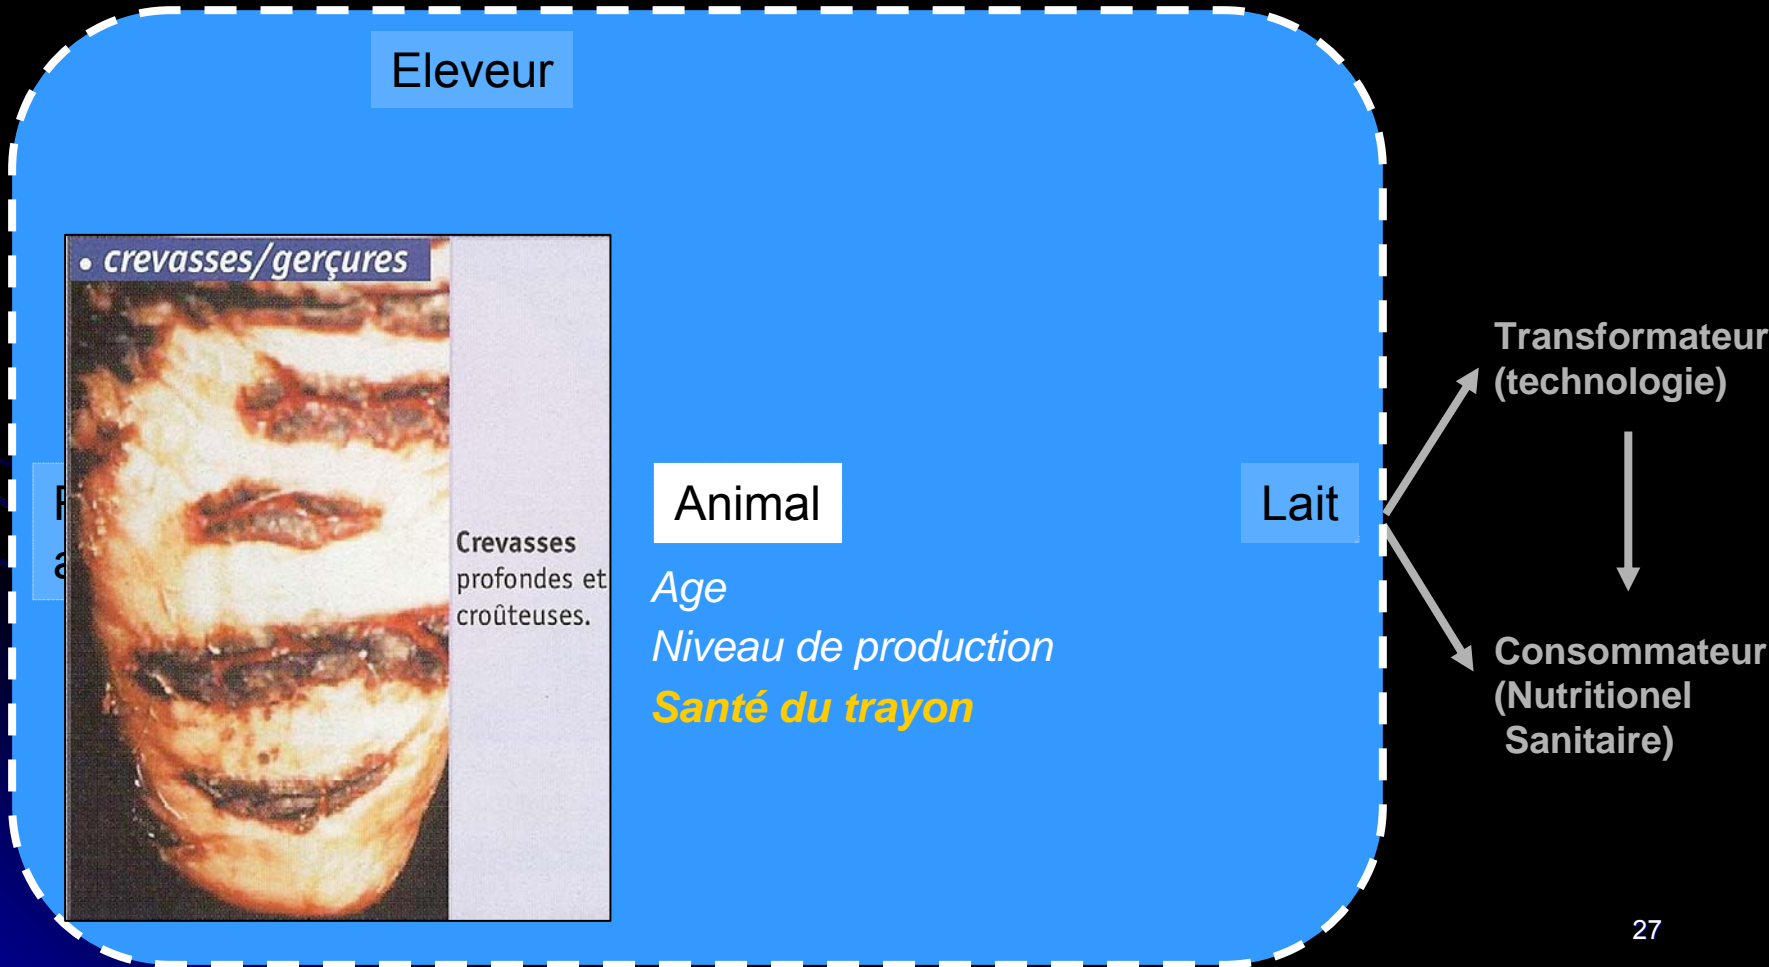 Eleveur
• crevasses/gerçures
Crevasses
profondes et
croûteuses.
Animal
Age
Niveau de production
Santé du trayon
Lait
Transformateur
(technologie)
Consommateur
(Nutritionel
Sanitaire)
27